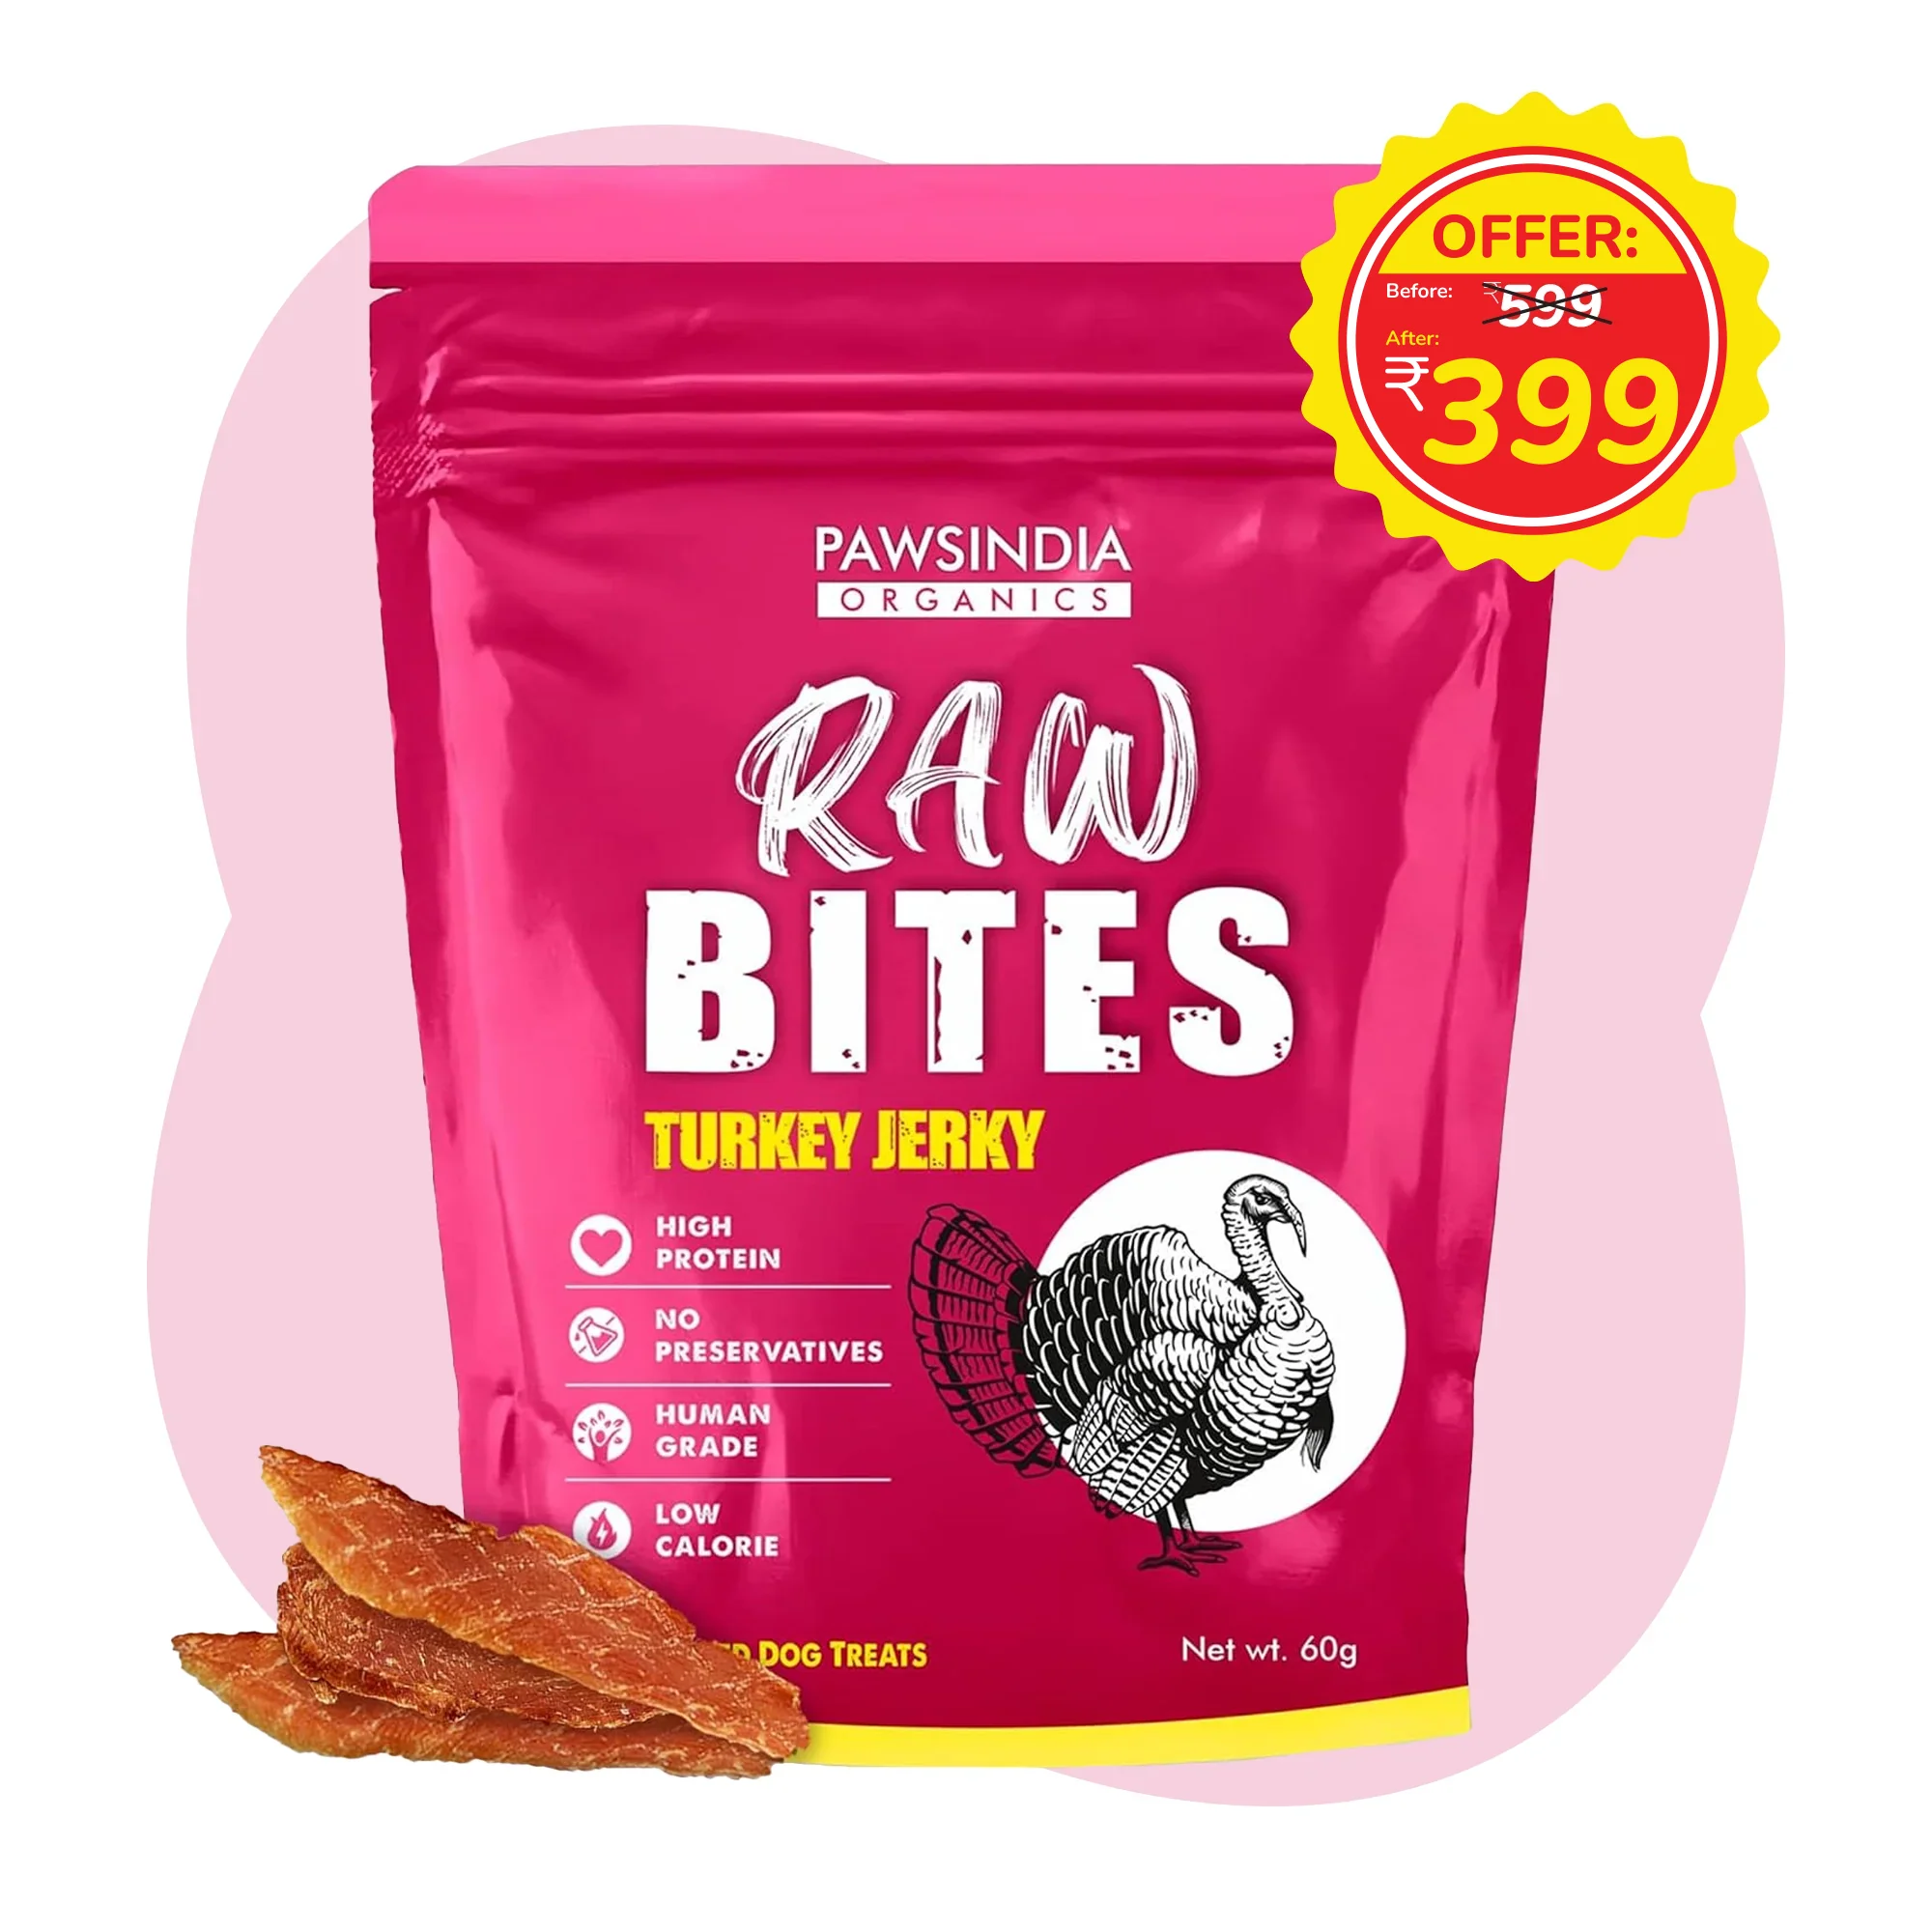 OFFER:
Before: ₹599
After:
₹399
PAWSINDIA
ORGANICS
RAW
BITES
TURKEY JERKY
HIGH
PROTEIN
NO
PRESERVATIVES
HUMAN
GRADE
LOW
CALORIE
DOG TREATS
Net wt. 60g